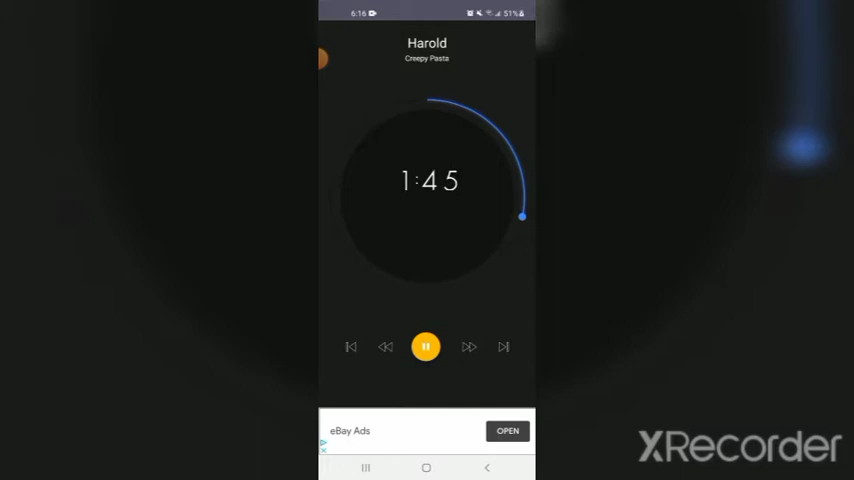 6:16
51%
Harold
Creepy Pasta
1:45
eBay Ads
OPEN
XRecorder